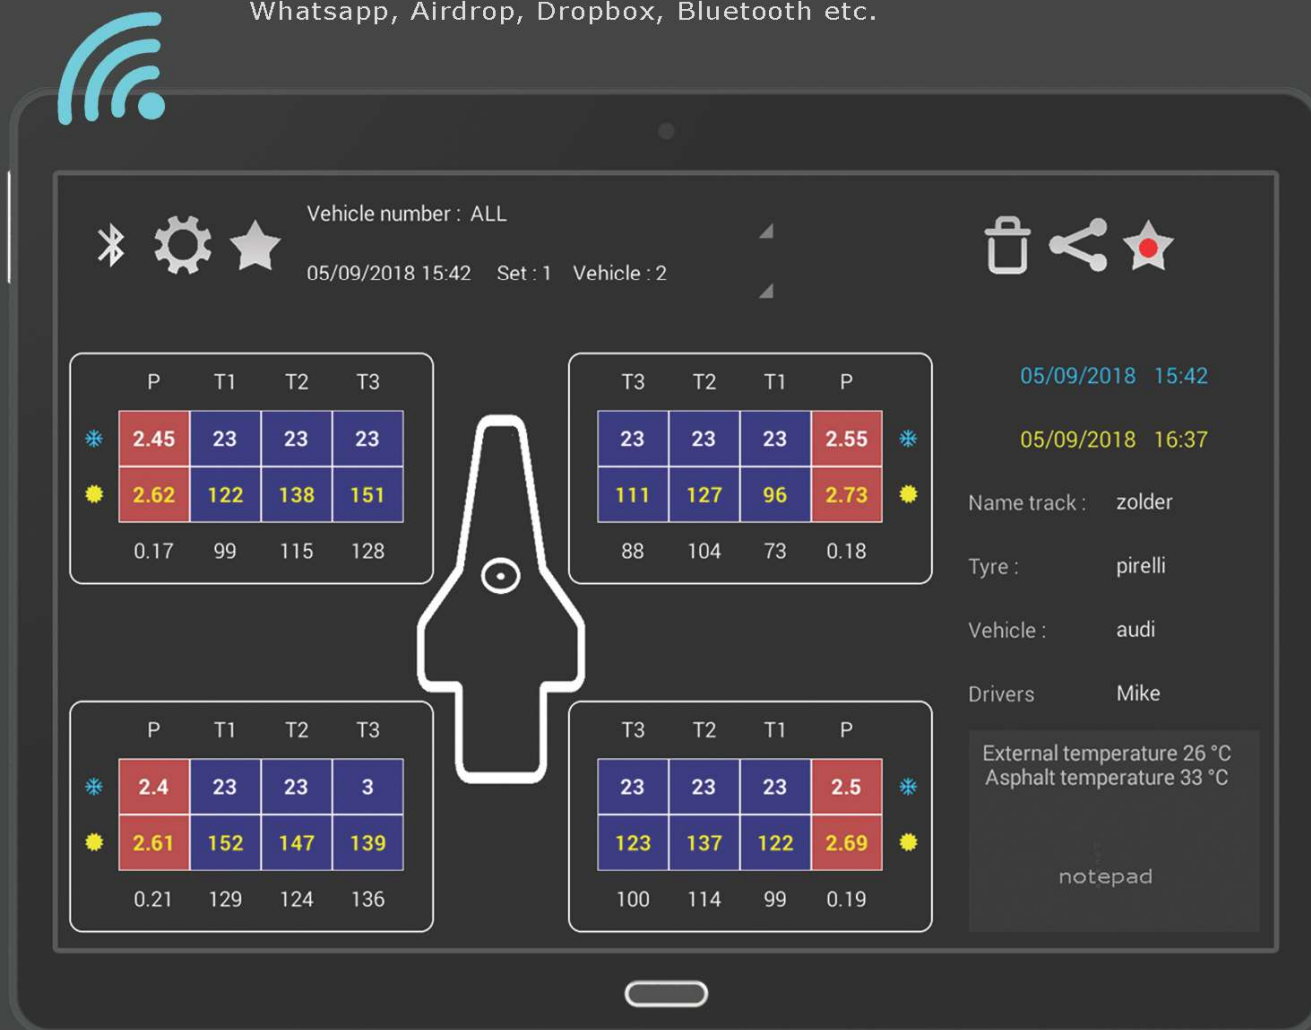 Whatsapp, Airdrop, Dropbox, Bluetooth etc.
Vehicle number : ALL
05/09/2018 15:42 Set : 1 Vehicle : 2
P T1 T2 T3
2.45 23 23 23
2.62 122 138 151
0.17 99 115 128
T3 T2 T1 P
23 23 23 2.55
111 127 96 2.73
88 104 73 0.18
P T1 T2 T3
2.4 23 23 3
2.61 152 147 139
0.21 129 124 136
T3 T2 T1 P
23 23 23 2.5
123 137 122 2.69
100 114 99 0.19
05/09/2018 15:42
05/09/2018 16:37
Name track : zolder
Tyre : pirelli
Vehicle : audi
Drivers Mike
External temperature 26 °C
Asphalt temperature 33 °C
notepad